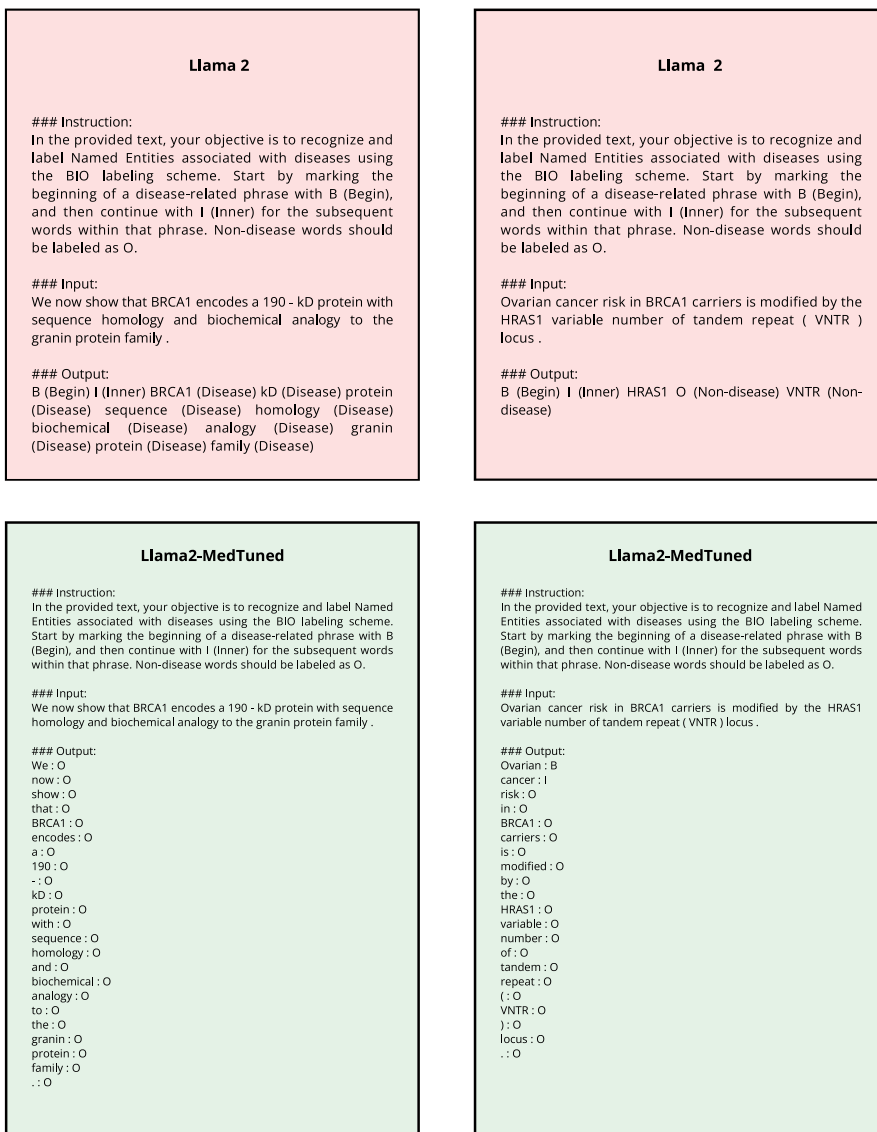 Llama 2
### Instruction:
In the provided text, your objective is to recognize and
label Named Entities associated with diseases using
the BIO labeling scheme. Start by marking the
beginning of a disease-related phrase with B (Begin),
and then continue with I (Inner) for the subsequent
words within that phrase. Non-disease words should
be labeled as O.
### Input:
We now show that BRCA1 encodes a 190 - kD protein with
sequence homology and biochemical analogy to the
granin protein family .
### Output:
B (Begin) I (Inner) BRCA1 (Disease) kD (Disease) protein
(Disease) sequence (Disease) homology (Disease)
biochemical (Disease) analogy (Disease) granin
(Disease) protein (Disease) family (Disease)
Llama 2
### Instruction:
In the provided text, your objective is to recognize and
label Named Entities associated with diseases using
the BIO labeling scheme. Start by marking the
beginning of a disease-related phrase with B (Begin),
and then continue with I (Inner) for the subsequent
words within that phrase. Non-disease words should
be labeled as O.
### Input:
Ovarian cancer risk in BRCA1 carriers is modified by the
HRAS1 variable number of tandem repeat ( VNTR )
locus .
### Output:
B (Begin) I (Inner) HRAS1 O (Non-disease) VNTR (Non-
disease)
Llama2-MedTuned
### Instruction:
In the provided text, your objective is to recognize and label Named
Entities associated with diseases using the BIO labeling scheme.
Start by marking the beginning of a disease-related phrase with B
(Begin), and then continue with I (Inner) for the subsequent words
within that phrase. Non-disease words should be labeled as O.
### Input:
We now show that BRCA1 encodes a 190 - kD protein with sequence
homology and biochemical analogy to the granin protein family .
### Output:
We : O
now : O
show : O
that : O
BRCA1 : O
encodes : O
a : O
190 : O
- : O
kD : O
protein : O
with : O
sequence : O
homology : O
and : O
biochemical : O
analogy : O
to : O
the : O
granin : O
protein : O
family : O
. : O
Llama2-MedTuned
### Instruction:
In the provided text, your objective is to recognize and label Named
Entities associated with diseases using the BIO labeling scheme.
Start by marking the beginning of a disease-related phrase with B
(Begin), and then continue with I (Inner) for the subsequent words
within that phrase. Non-disease words should be labeled as O.
### Input:
Ovarian cancer risk in BRCA1 carriers is modified by the HRAS1
variable number of tandem repeat ( VNTR ) locus .
### Output:
Ovarian : B
cancer : I
risk : O
in : O
BRCA1 : O
carriers : O
is : O
modified : O
by : O
the : O
HRAS1 : O
variable : O
number : O
of : O
tandem : O
repeat : O
( : O
VNTR : O
) : O
locus : O
. : O